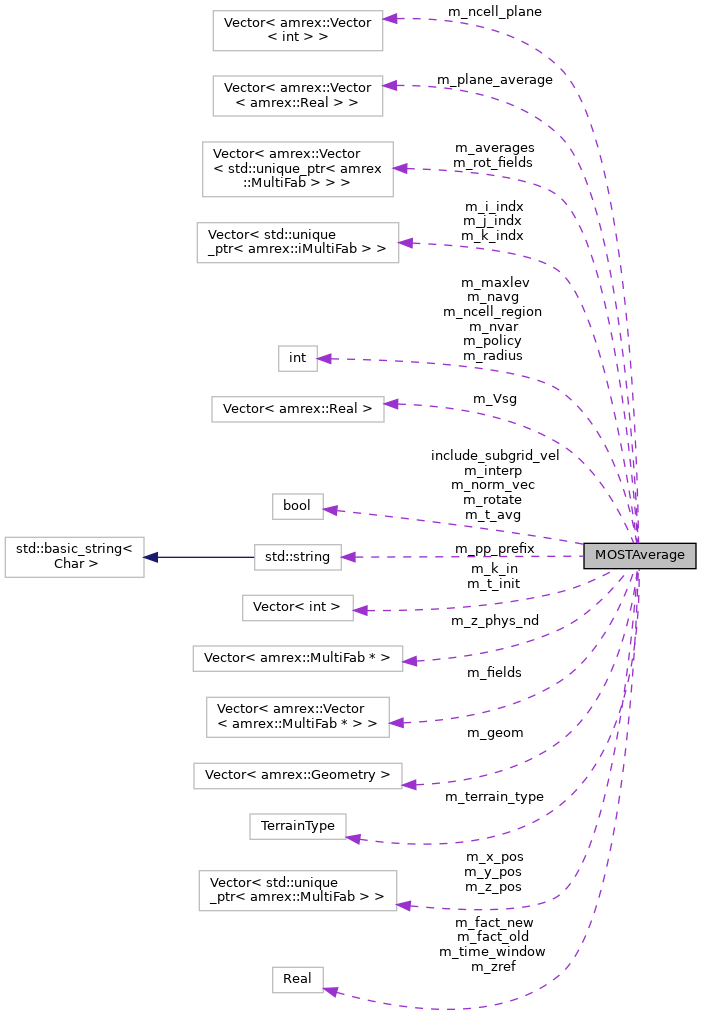 m_ncell_plane
Vector< amrex::Vector
< int > >
m_plane_average
Vector< amrex::Vector
< amrex::Real > >
m_averages
m_rot_fields
Vector< amrex::Vector
< std::unique_ptr< amrex
::MultiFab > > >
m_i_indx
m_j_indx
m_k_indx
Vector< std::unique
_ptr< amrex::iMultiFab > >
m_maxlev
m_navg
m_ncell_region
m_nvar
m_policy
m_radius
int
m_Vsg
Vector< amrex::Real >
include_subgrid_vel
m_interp
m_norm_vec
m_rotate
m_t_avg
bool
std::basic_string<
Char >
std::string
m_pp_prefix
MOSTAverage
m_k_in
m_t_init
Vector< int >
m_z_phys_nd
Vector< amrex::MultiFab * >
m_fields
Vector< amrex::Vector
< amrex::MultiFab * > >
m_geom
Vector< amrex::Geometry >
m_terrain_type
TerrainType
m_x_pos
m_y_pos
m_z_pos
Vector< std::unique
_ptr< amrex::MultiFab > >
m_fact_new
m_fact_old
m_time_window
m_zref
Real